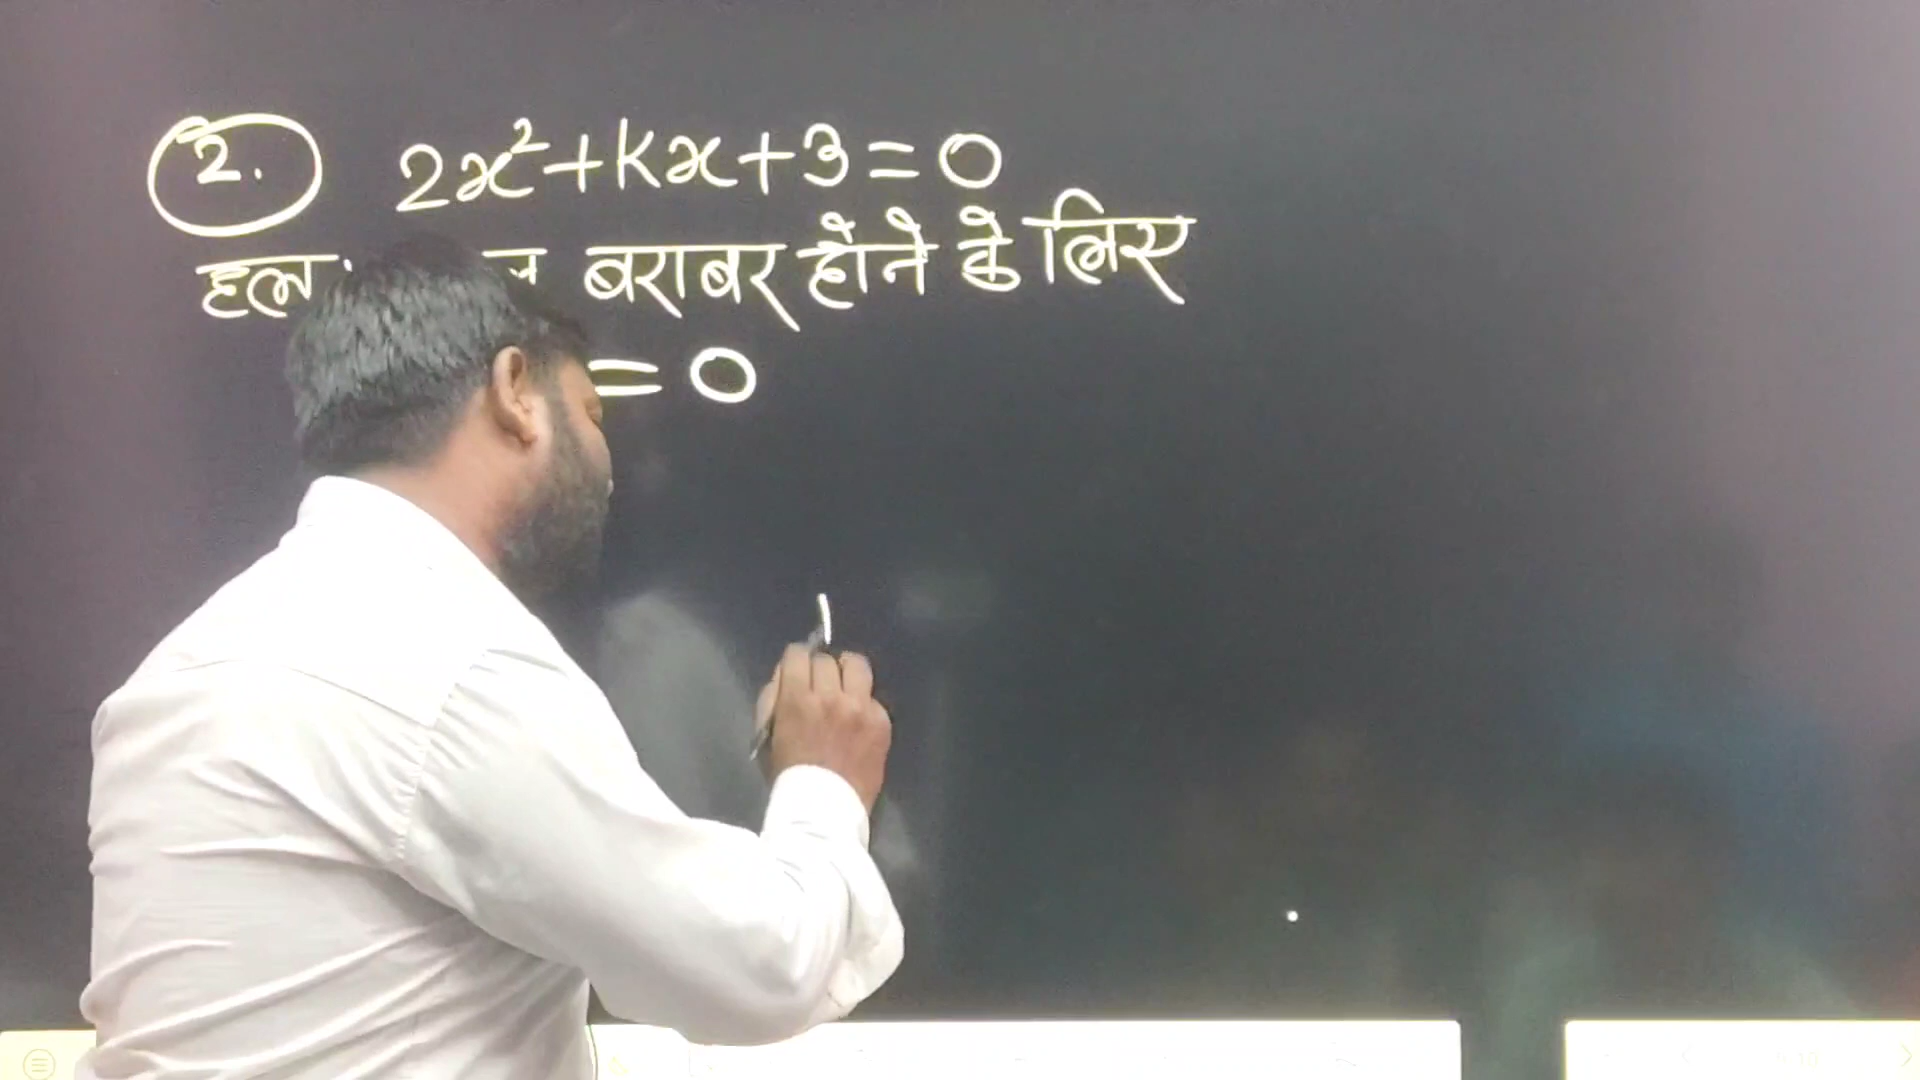 2. 2x²+Kx+3=0
हल बराबर होने के लिए
= 0